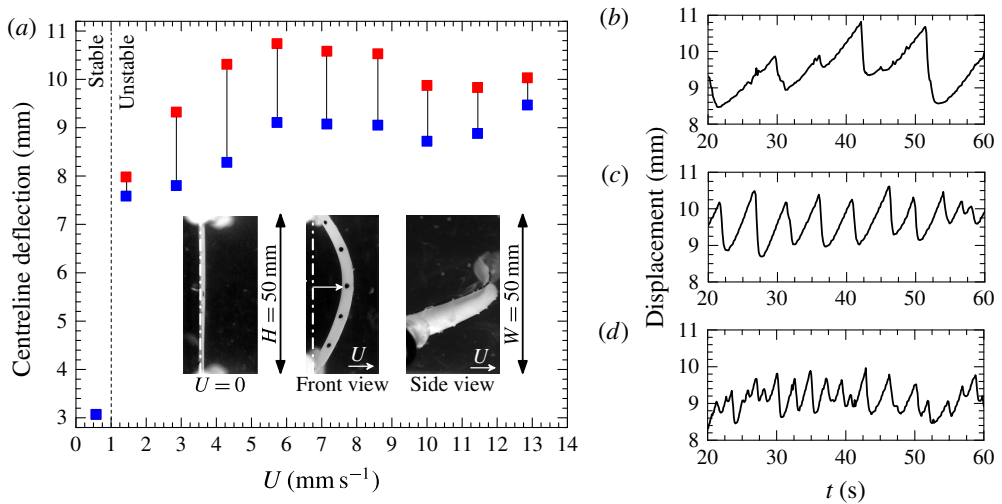 (a)
Centreline deflection (mm)
11
10
9
8
7
6
5
4
3
Stable
Unstable
H = 50 mm
W = 50 mm
U
U
U = 0
Front view
Side view
0 1 2 3 4 5 6 7 8 9 10 11 12 13 14
U (mm s⁻¹)
Displacement (mm)
(b)
11
10
9
8
20 30 40 50 60
(c)
11
10
9
8
20 30 40 50 60
(d)
11
10
9
8
20 30 40 50 60
t (s)